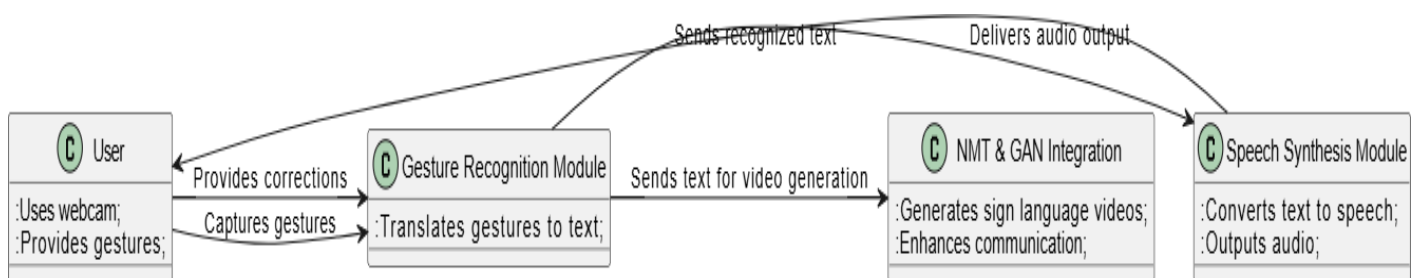 Sends recognized text
Delivers audio output
C User
:Uses webcam;
:Provides gestures;
Provides corrections
Captures gestures
C Gesture Recognition Module
:Translates gestures to text;
Sends text for video generation
C NMT & GAN Integration
:Generates sign language videos;
:Enhances communication;
C Speech Synthesis Module
:Converts text to speech;
:Outputs audio;